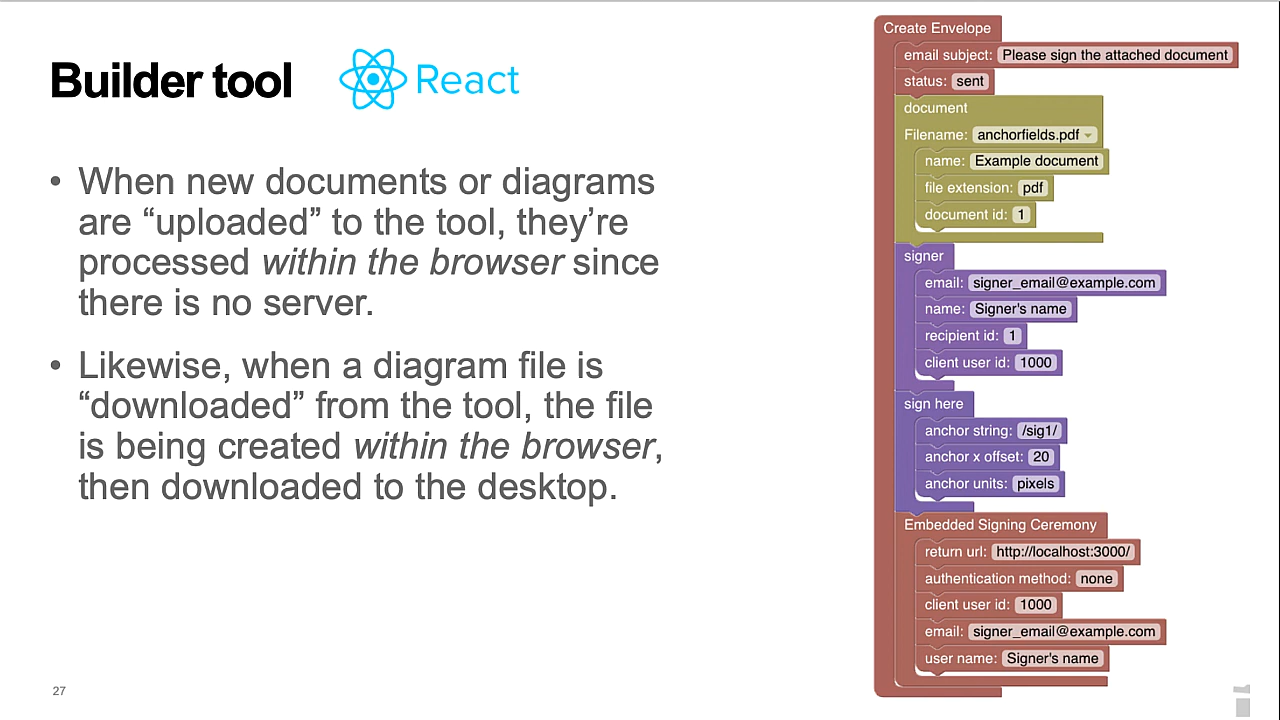 Builder tool
React
• When new documents or diagrams
are “uploaded” to the tool, they’re
processed within the browser since
there is no server.
• Likewise, when a diagram file is
“downloaded” from the tool, the file
is being created within the browser,
then downloaded to the desktop.
Create Envelope
email subject: Please sign the attached document
status: sent
document
Filename: anchorfields.pdf
name: Example document
file extension: pdf
document id: 1
signer
email: signer_email@example.com
name: Signer's name
recipient id: 1
client user id: 1000
sign here
anchor string: /sig1/
anchor x offset: 20
anchor units: pixels
Embedded Signing Ceremony
return url: http://localhost:3000/
authentication method: none
client user id: 1000
email: signer_email@example.com
user name: Signer's name
27